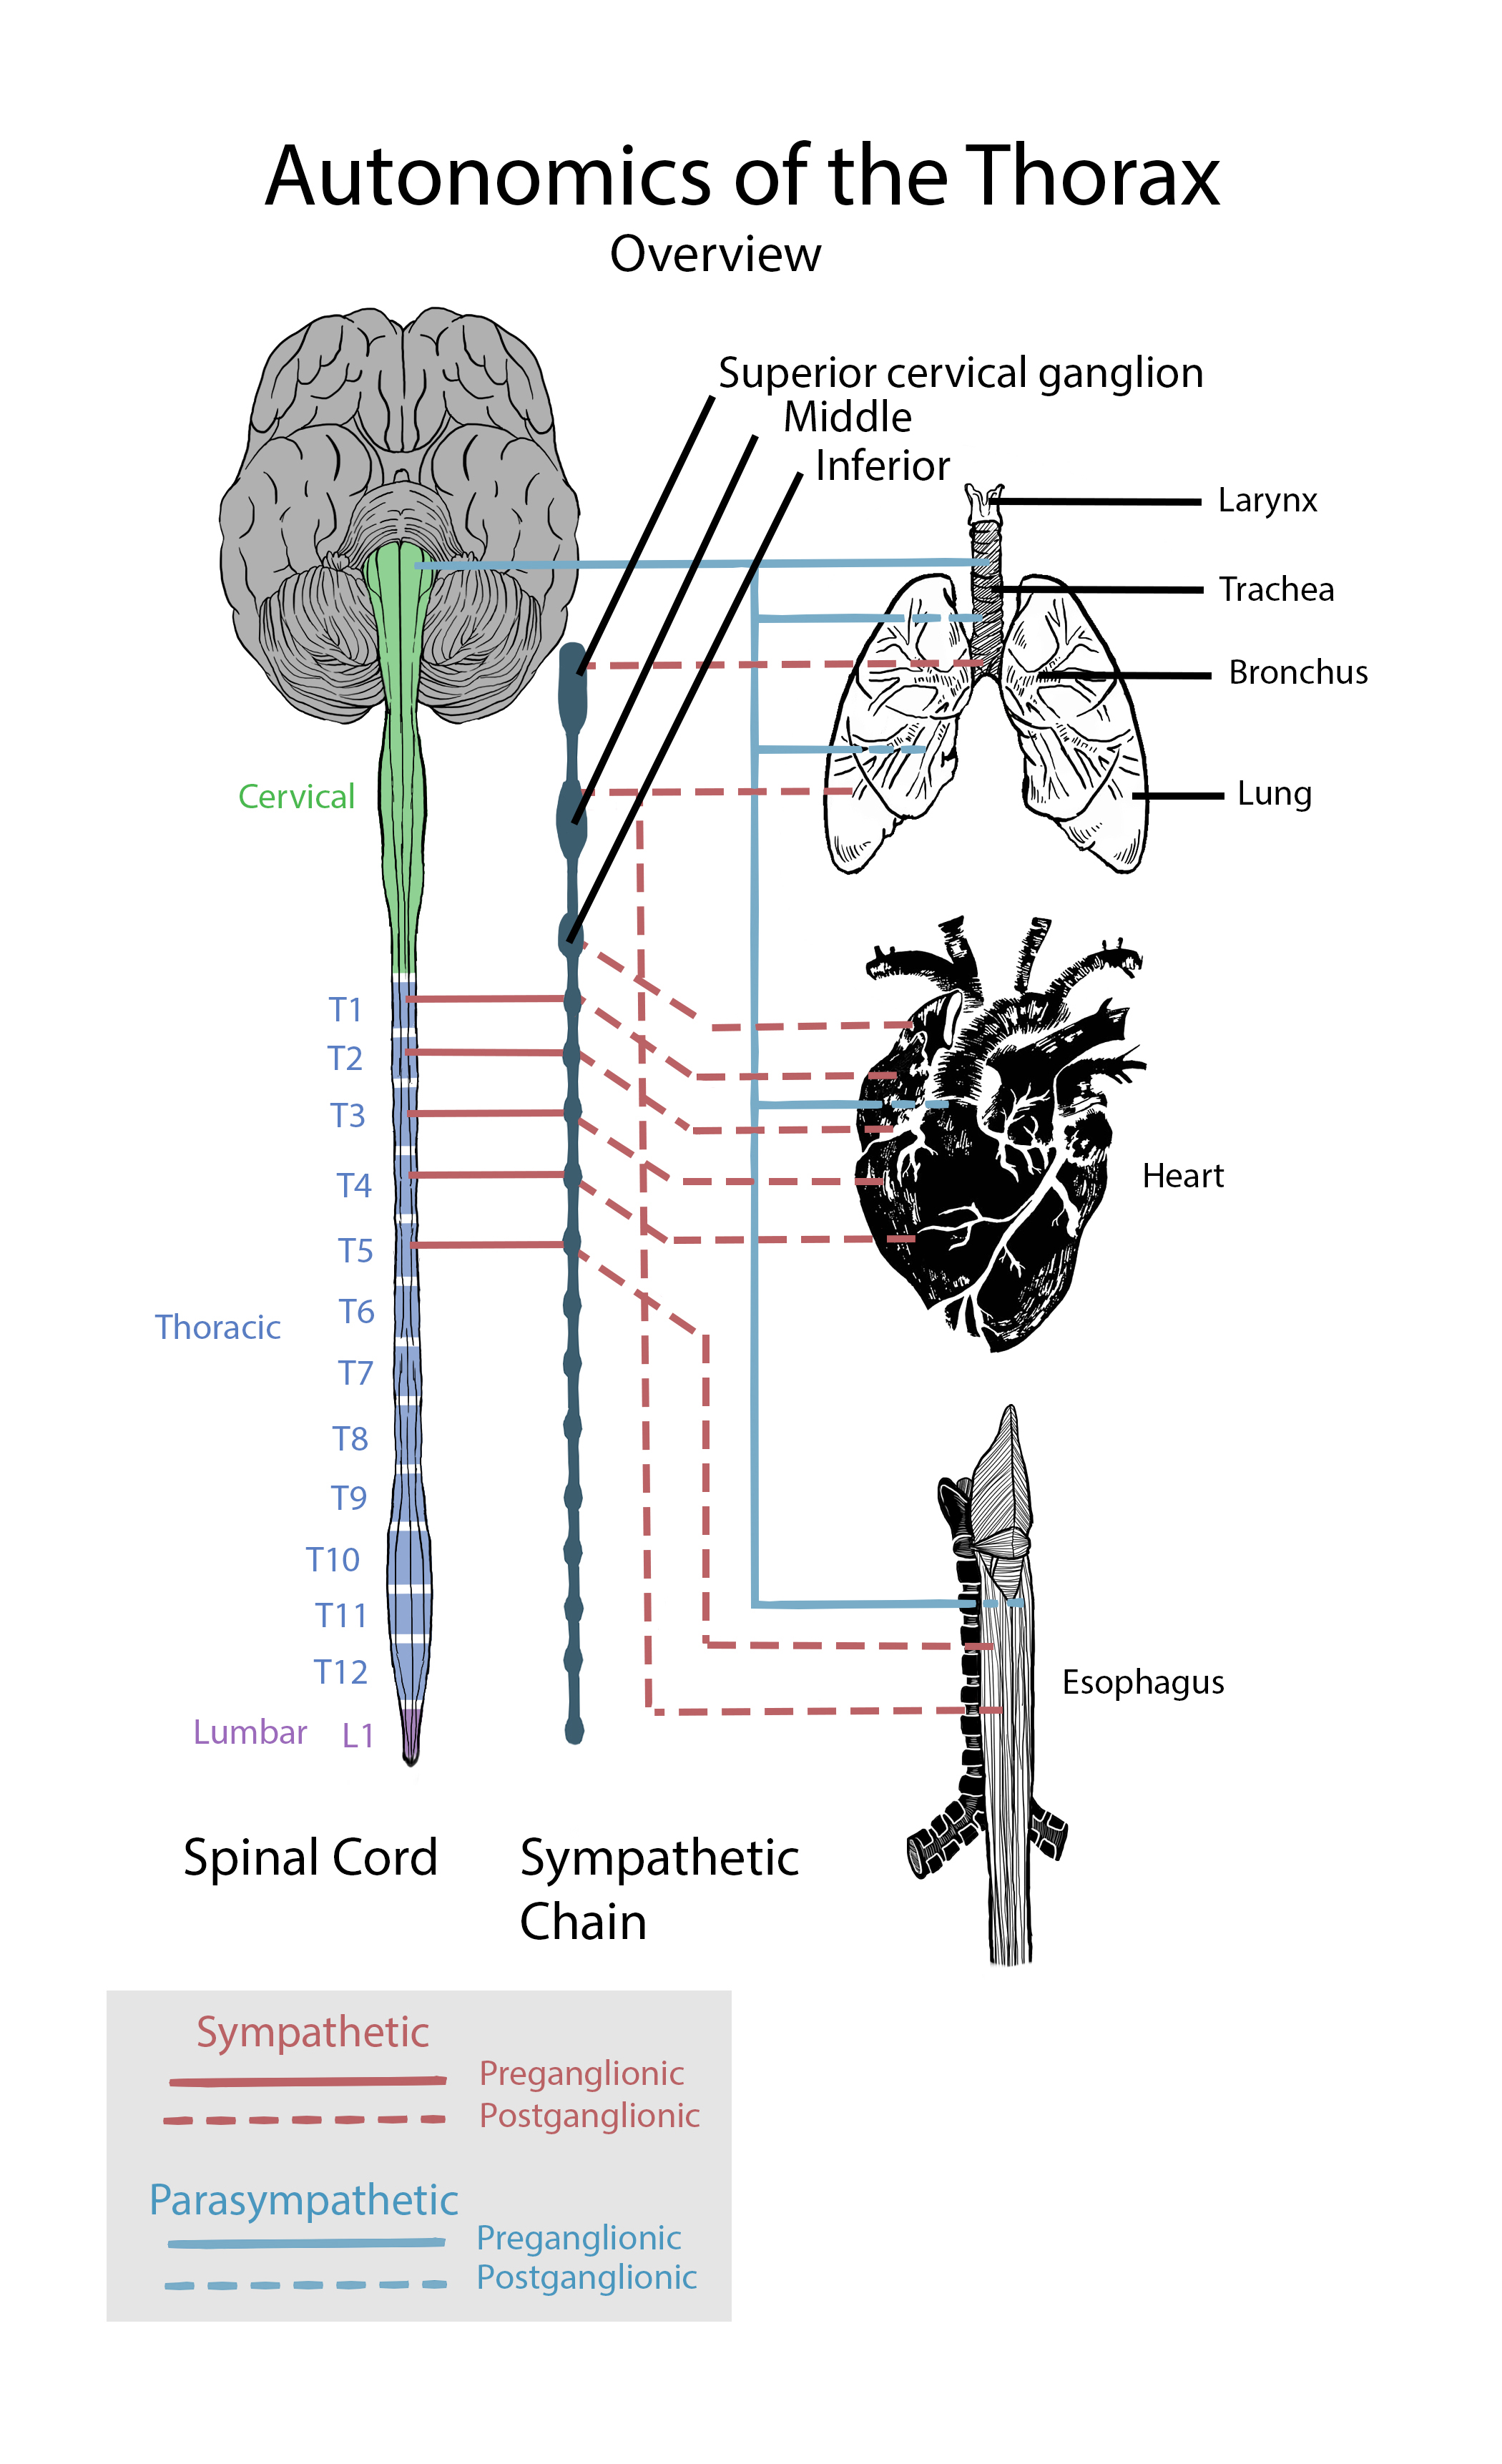 Autonomics of the Thorax
Overview
Superior cervical ganglion
Middle
Inferior
Larynx
Trachea
Bronchus
Lung
Cervical
T1
T2
T3
T4
T5
T6
T7
T8
T9
T10
T11
T12
Thoracic
Lumbar L1
Heart
Esophagus
Spinal Cord
Sympathetic
Chain
Sympathetic
Preganglionic
Postganglionic
Parasympathetic
Preganglionic
Postganglionic